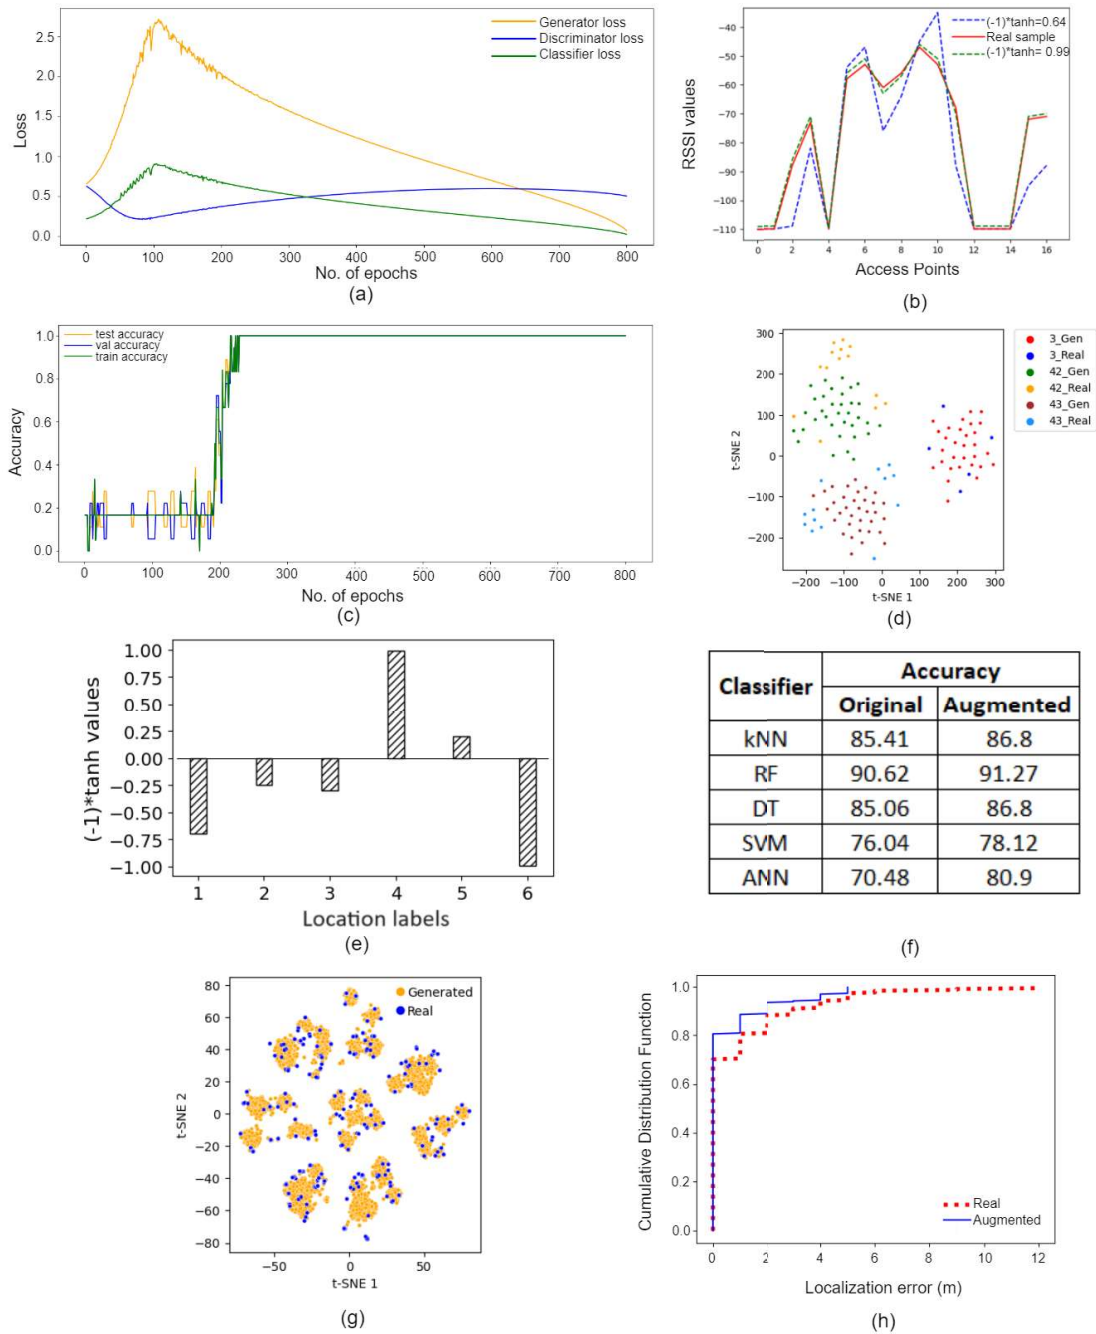 Generator loss
Discriminator loss
Classifier loss
2.5
2.0
1.5
1.0
0.5
0.0
Loss
0 100 200 300 400 500 600 700 800
No. of epochs
(a)
(-1)*tanh=0.64
Real sample
(-1)*tanh= 0.99
−40
−50
−60
−70
−80
−90
−100
−110
RSSI values
0 2 4 6 8 10 12 14 16
Access Points
(b)
test accuracy
val accuracy
train accuracy
1.0
0.8
0.6
0.4
0.2
0.0
Accuracy
0 100 200 300 400 500 600 700 800
No. of epochs
(c)
300
200
100
0
−100
−200
t-SNE 2
−200 −100 0 100 200 300
t-SNE 1
3_Gen
3_Real
42_Gen
42_Real
43_Gen
43_Real
(d)
1.00
0.75
0.50
0.25
0.00
−0.25
−0.50
−0.75
−1.00
(-1)*tanh values
1 2 3 4 5 6
Location labels
(e)
Classifier Accuracy
Original Augmented
kNN 85.41 86.8
RF 90.62 91.27
DT 85.06 86.8
SVM 76.04 78.12
ANN 70.48 80.9
(f)
Generated
Real
80
60
40
20
0
−20
−40
−60
−80
t-SNE 2
−50 0 50
t-SNE 1
(g)
1.0
0.8
0.6
0.4
0.2
0.0
Cumulative Distribution Function
Real
Augmented
0 2 4 6 8 10 12
Localization error (m)
(h)